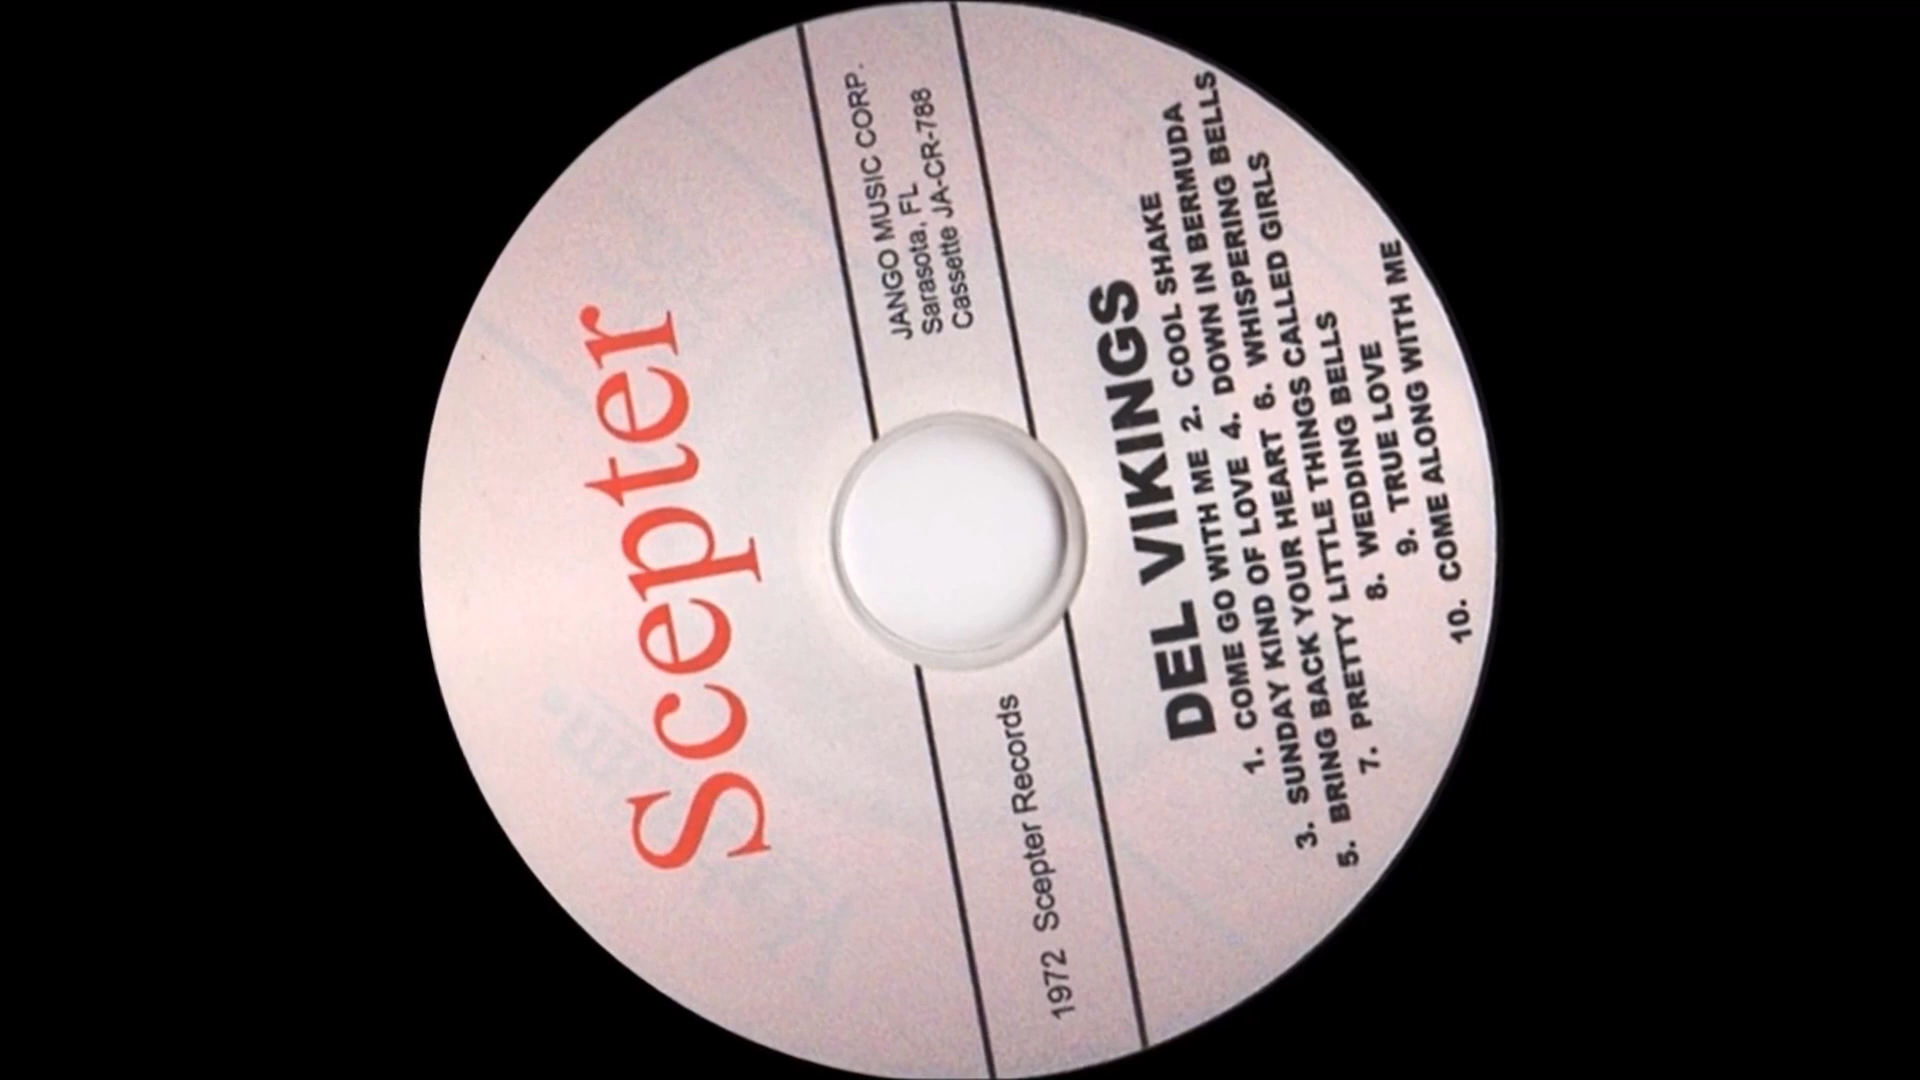 Scepter
JANGO MUSIC CORP.
Sarasota, FL
Cassette JA-CR-788
1972 Scepter Records
DEL VIKINGS
1. COME GO WITH ME 2. COOL SHAKE
3. SUNDAY KIND OF LOVE 4. DOWN IN BERMUDA
5. BRING BACK YOUR HEART 6. WHISPERING BELLS
7. PRETTY LITTLE THINGS CALLED GIRLS
8. WEDDING BELLS
9. TRUE LOVE
10. COME ALONG WITH ME